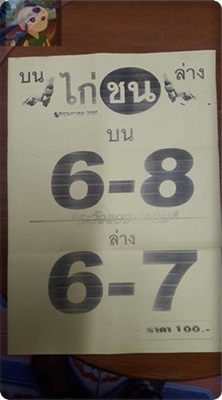 บน ไก่ชน ล่าง
บน
6-8
ล่าง
6-7
ราคา 100.-